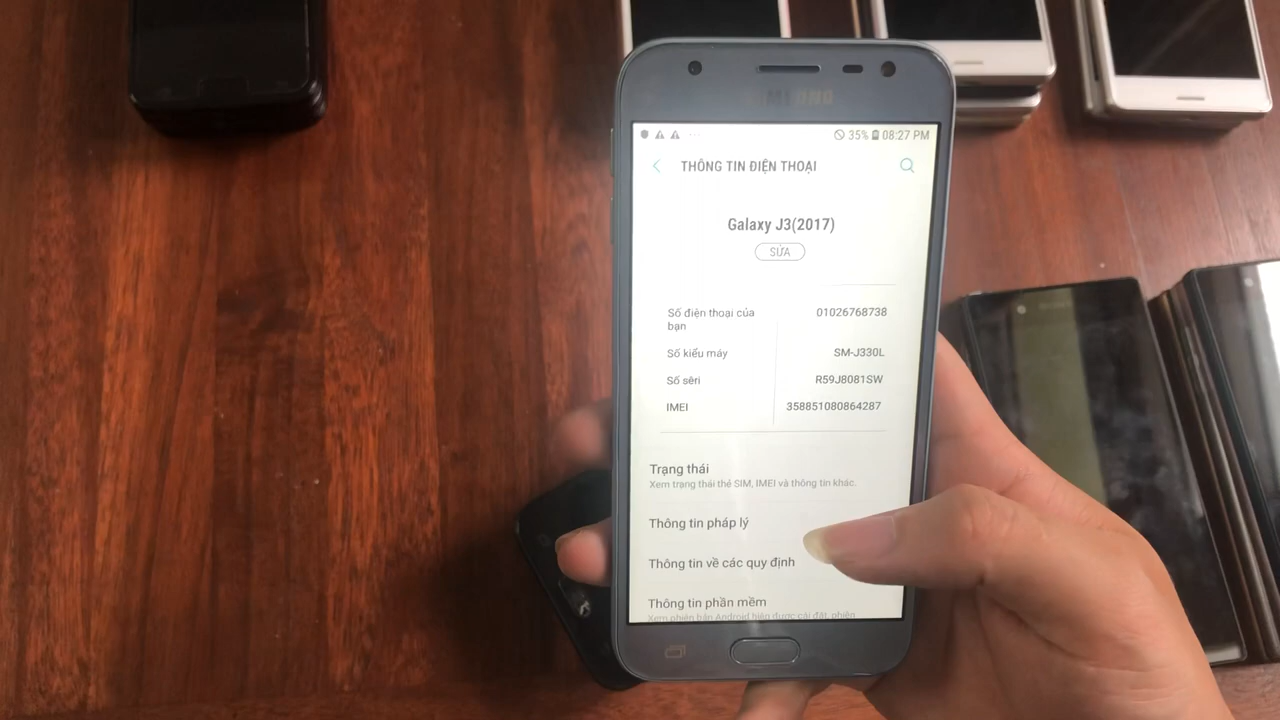 SAMSUNG
35% 08:27 PM
THÔNG TIN ĐIỆN THOẠI
Galaxy J3(2017)
SỬA
Số điện thoại của bạn 01026768738
Số kiểu máy SM-J330L
Số sêri R59J8081SW
IMEI 358851080864287
Trạng thái
Xem trạng thái thẻ SIM, IMEI và thông tin khác.
Thông tin pháp lý
Thông tin về các quy định
Thông tin phần mềm
Xem phiên bản Android hiện được cài đặt, phiên